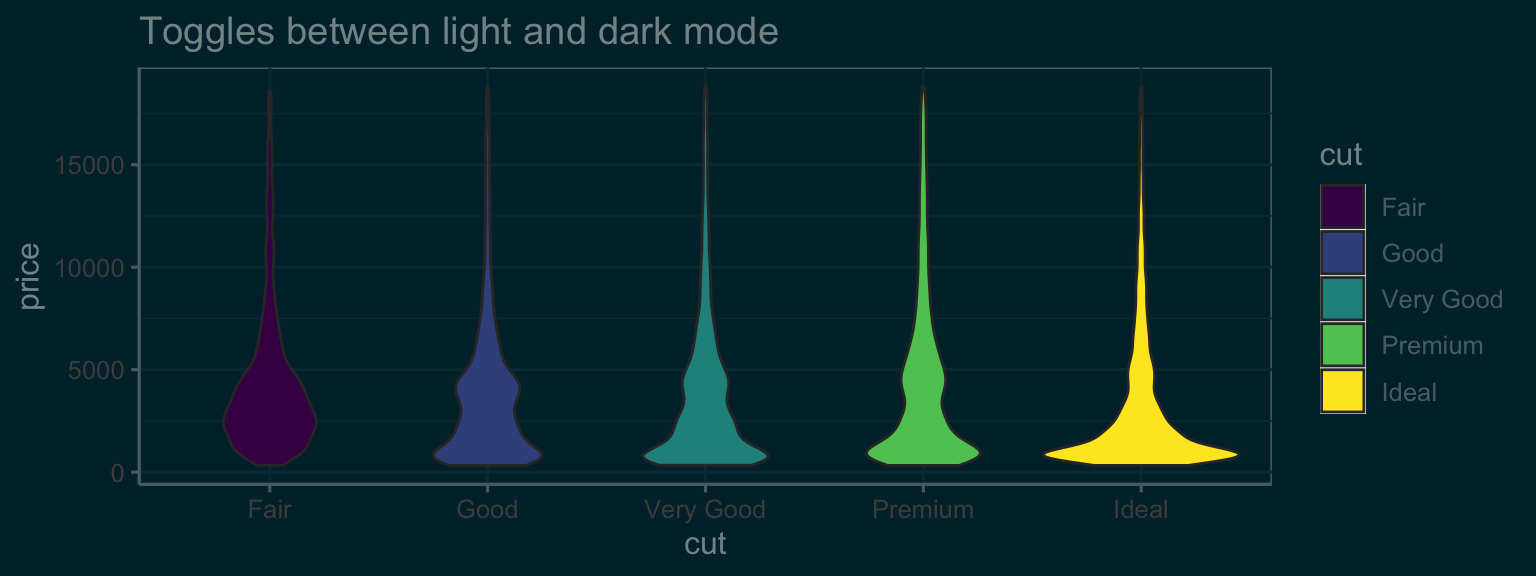 Toggles between light and dark mode
price
15000
10000
5000
0
Fair Good Very Good Premium Ideal
cut
cut
Fair
Good
Very Good
Premium
Ideal